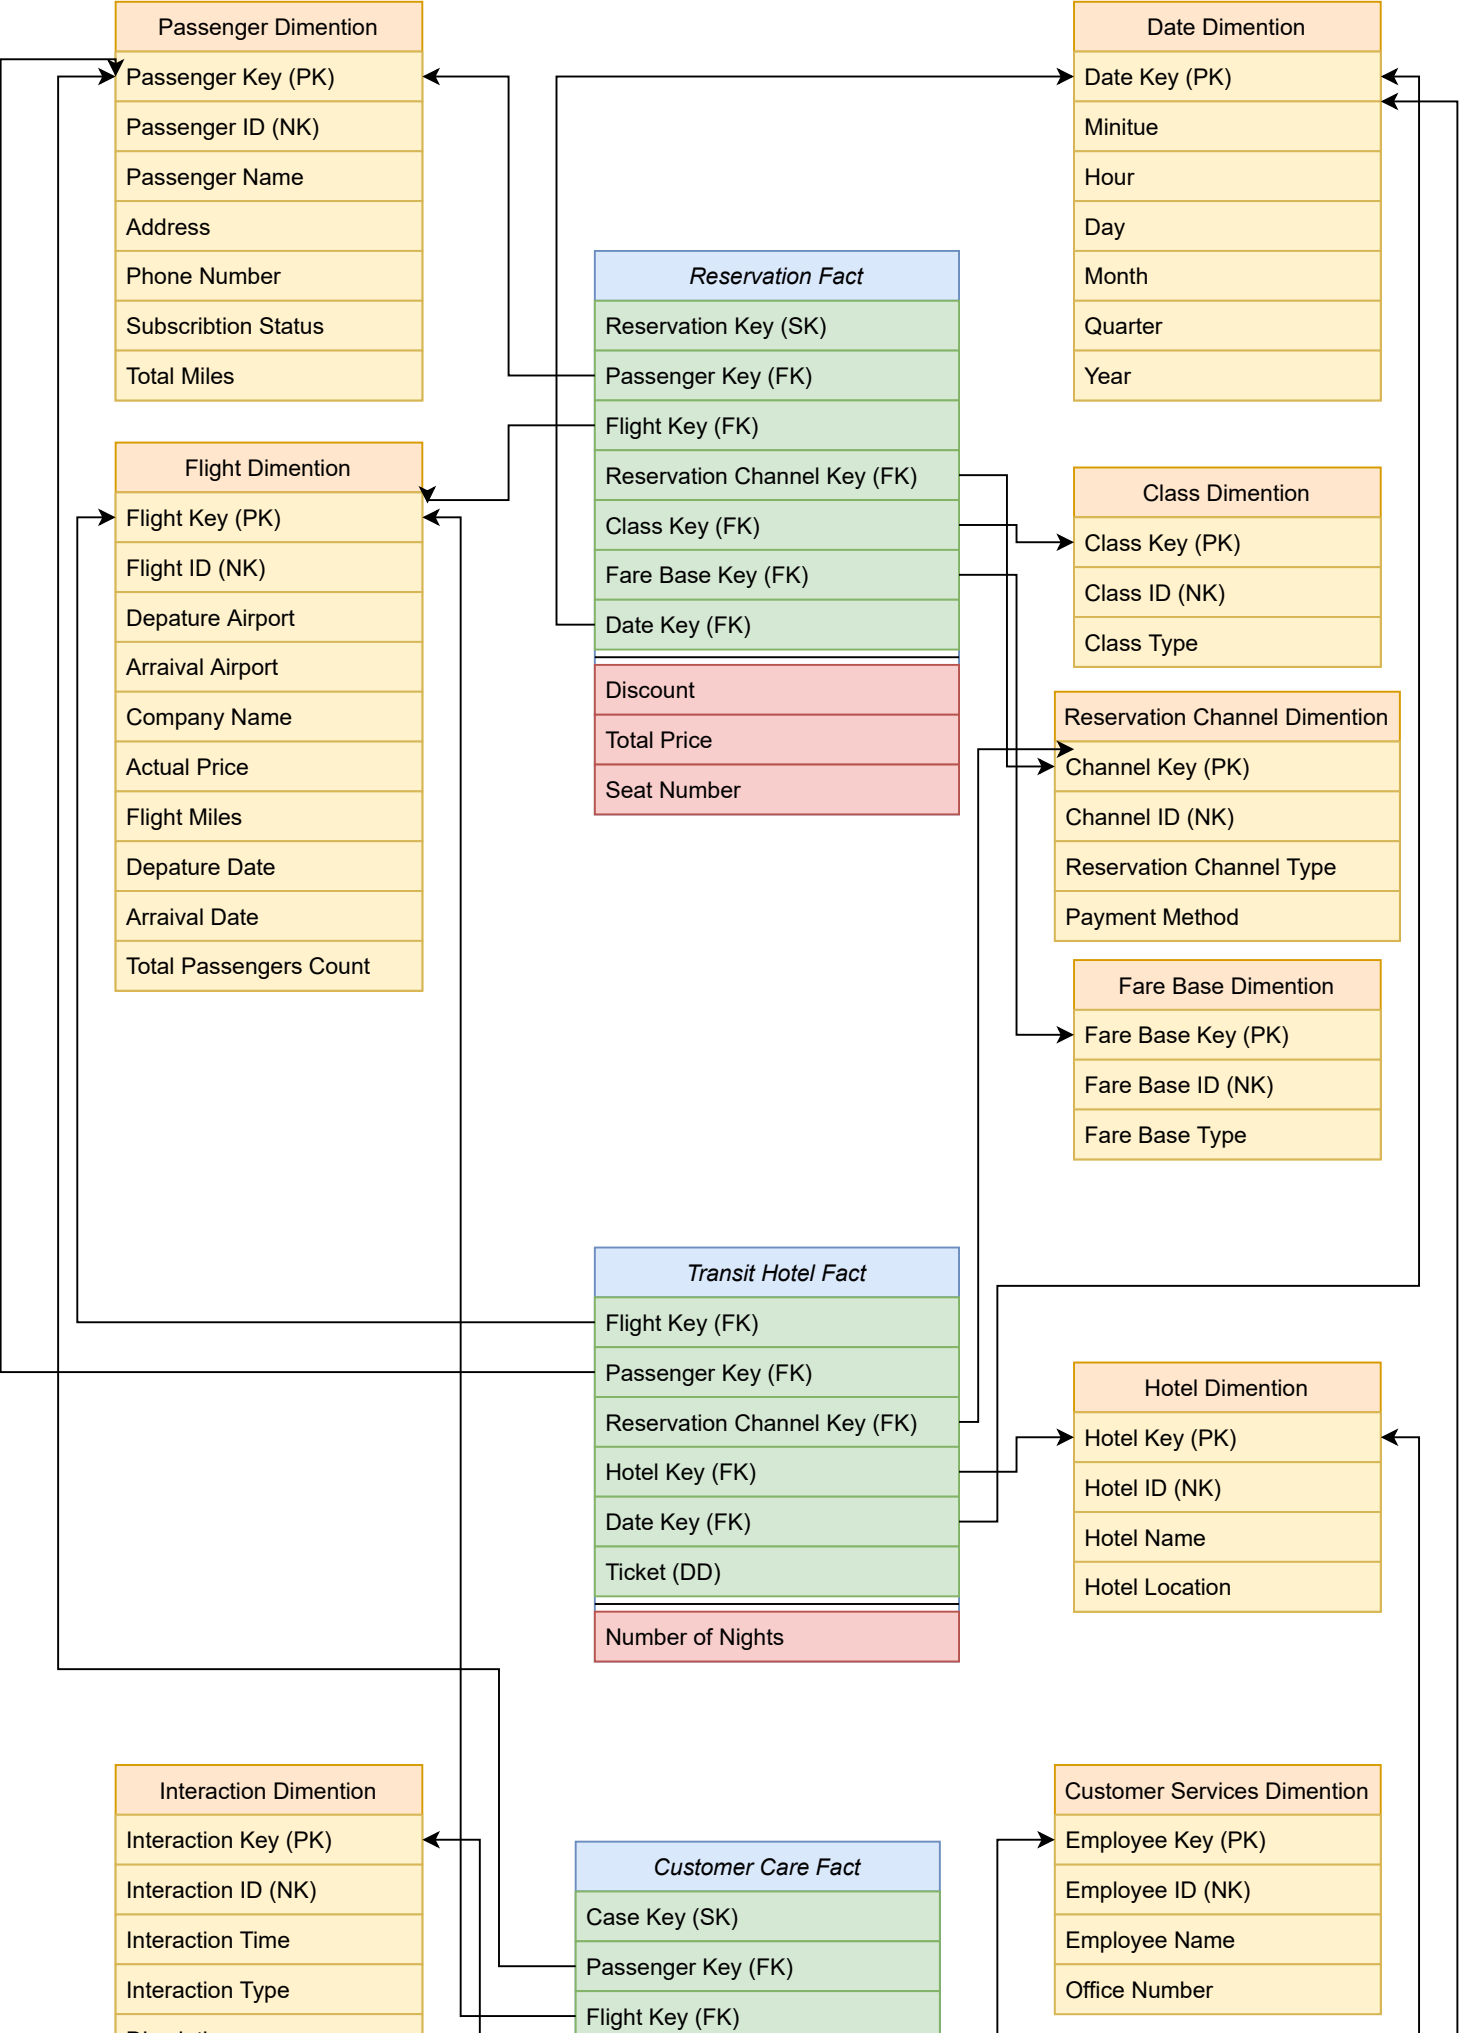 Passenger Dimention
Passenger Key (PK)
Passenger ID (NK)
Passenger Name
Address
Phone Number
Subscribtion Status
Total Miles
Date Dimention
Date Key (PK)
Minitue
Hour
Day
Month
Quarter
Year
Reservation Fact
Reservation Key (SK)
Passenger Key (FK)
Flight Key (FK)
Reservation Channel Key (FK)
Class Key (FK)
Fare Base Key (FK)
Date Key (FK)
Discount
Total Price
Seat Number
Flight Dimention
Flight Key (PK)
Flight ID (NK)
Depature Airport
Arraival Airport
Company Name
Actual Price
Flight Miles
Depature Date
Arraival Date
Total Passengers Count
Class Dimention
Class Key (PK)
Class ID (NK)
Class Type
Reservation Channel Dimention
Channel Key (PK)
Channel ID (NK)
Reservation Channel Type
Payment Method
Fare Base Dimention
Fare Base Key (PK)
Fare Base ID (NK)
Fare Base Type
Transit Hotel Fact
Flight Key (FK)
Passenger Key (FK)
Reservation Channel Key (FK)
Hotel Key (FK)
Date Key (FK)
Ticket (DD)
Number of Nights
Hotel Dimention
Hotel Key (PK)
Hotel ID (NK)
Hotel Name
Hotel Location
Interaction Dimention
Interaction Key (PK)
Interaction ID (NK)
Interaction Time
Interaction Type
Customer Care Fact
Case Key (SK)
Passenger Key (FK)
Flight Key (FK)
Customer Services Dimention
Employee Key (PK)
Employee ID (NK)
Employee Name
Office Number